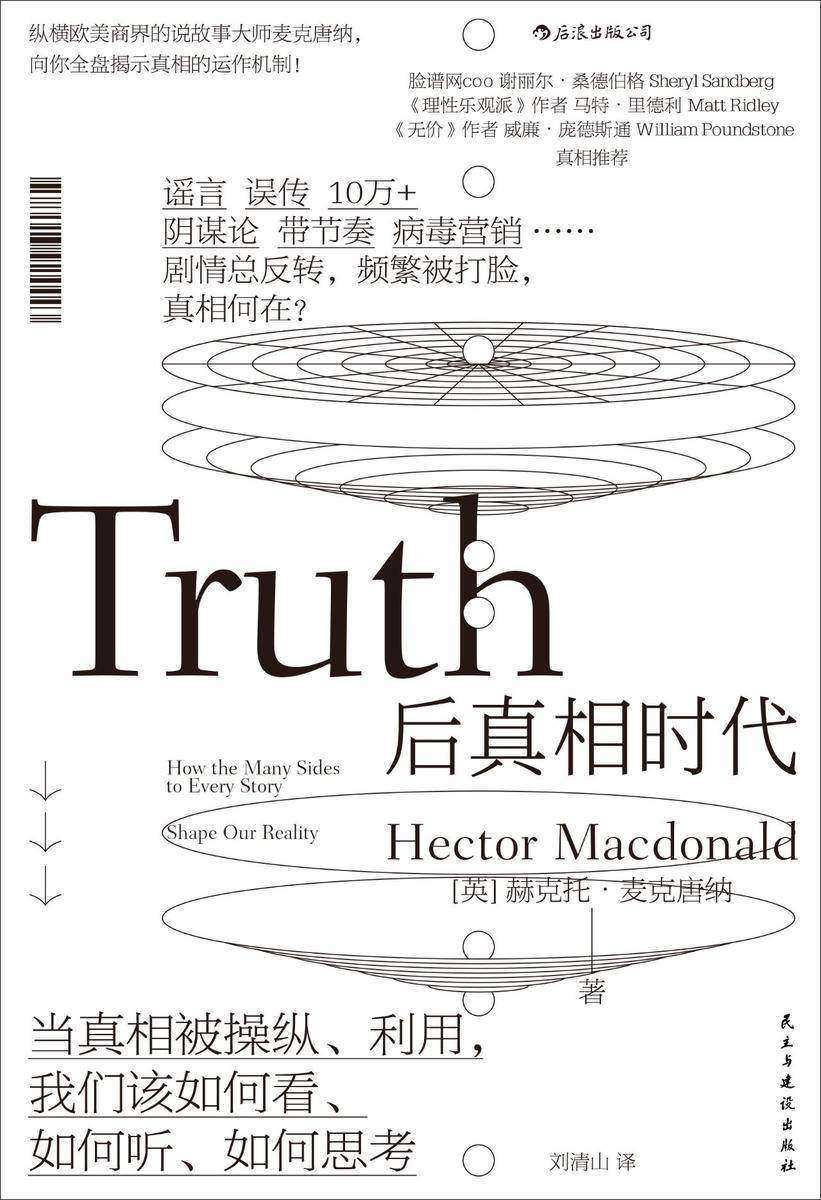 纵横欧美商界的说故事大师麦克唐纳，
向你全盘揭示真相的运作机制！
后浪出版公司
脸谱网coo 谢丽尔·桑德伯格 Sheryl Sandberg
《理性乐观派》作者 马特·里德利 Matt Ridley
《无价》作者 威廉·庞德斯通 William Poundstone
真相推荐
谣言 误传 10万+
阴谋论 带节奏 病毒营销 ……
剧情总反转，频繁被打脸，
真相何在？
Truth
后真相时代
How the Many Sides
to Every Story
Shape Our Reality
Hector Macdonald
[英] 赫克托·麦克唐纳
著
当真相被操纵、利用，
我们该如何看、
如何听、如何思考
刘清山 译
民主与建设出版社